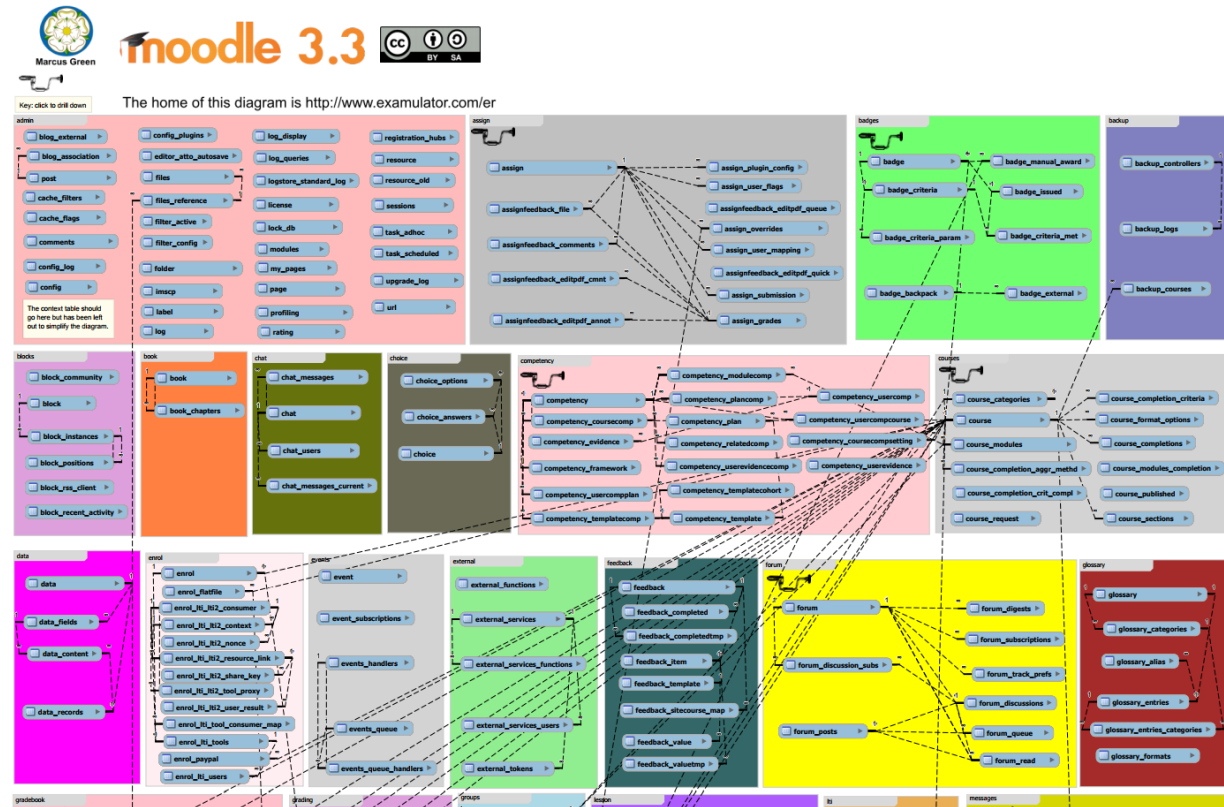 Marcus Green
moodle 3.3
CC BY SA
Key: click to drill down
The home of this diagram is http://www.examulator.com/er
admin
blog_external
blog_association
post
cache_filters
cache_flags
comments
config_log
config
The context table should
go here but has been left
out to simplify the diagram.
config_plugins
editor_atto_autosave
files
files_reference
filter_active
filter_config
folder
imscp
label
log
log_display
log_queries
logstore_standard_log
license
lock_db
modules
my_pages
page
profiling
rating
registration_hubs
resource
resource_old
sessions
task_adhoc
task_scheduled
upgrade_log
url
assign
assign
assignfeedback_file
assignfeedback_comments
assignfeedback_editpdf_cmnt
assignfeedback_editpdf_annot
assign_plugin_config
assign_user_flags
assignfeedback_editpdf_queue
assign_overrides
assign_user_mapping
assignfeedback_editpdf_quick
assign_submission
assign_grades
badges
badge
badge_criteria
badge_criteria_param
badge_backpack
badge_manual_award
badge_issued
badge_criteria_met
badge_external
backup
backup_controllers
backup_logs
backup_courses
blocks
block_community
block
block_instances
block_positions
block_rss_client
block_recent_activity
book
book
book_chapters
chat
chat_messages
chat
chat_users
chat_messages_current
choice
choice_options
choice_answers
choice
competency
competency
competency_coursecomp
competency_evidence
competency_framework
competency_usercompplan
competency_templatecomp
competency_modulecomp
competency_plancomp
competency_plan
competency_relatedcomp
competency_userevidencecomp
competency_templatecohort
competency_template
competency_usercomp
competency_usercompcourse
competency_coursecompsetting
competency_userevidence
courses
course_categories
course
course_modules
course_completion_aggr_methd
course_completion_crit_compl
course_request
course_completion_criteria
course_format_options
course_completions
course_modules_completion
course_published
course_sections
data
data
data_fields
data_content
data_records
enrol
enrol
enrol_flatfile
enrol_lti_lti2_consumer
enrol_lti_lti2_context
enrol_lti_lti2_nonce
enrol_lti_lti2_resource_link
enrol_lti_lti2_share_key
enrol_lti_lti2_tool_proxy
enrol_lti_lti2_user_result
enrol_lti_tool_consumer_map
enrol_lti_tools
enrol_paypal
enrol_lti_users
events
event
event_subscriptions
events_handlers
events_queue
events_queue_handlers
external
external_functions
external_services
external_services_functions
external_services_users
external_tokens
feedback
feedback
feedback_completed
feedback_completedtmp
feedback_item
feedback_template
feedback_sitecourse_map
feedback_value
feedback_valuetmp
forum
forum
forum_discussion_subs
forum_posts
forum_digests
forum_subscriptions
forum_track_prefs
forum_discussions
forum_queue
forum_read
glossary
glossary
glossary_categories
glossary_alias
glossary_entries
glossary_entries_categories
glossary_formats
gradebook
grading
groups
lesson
lti
messages